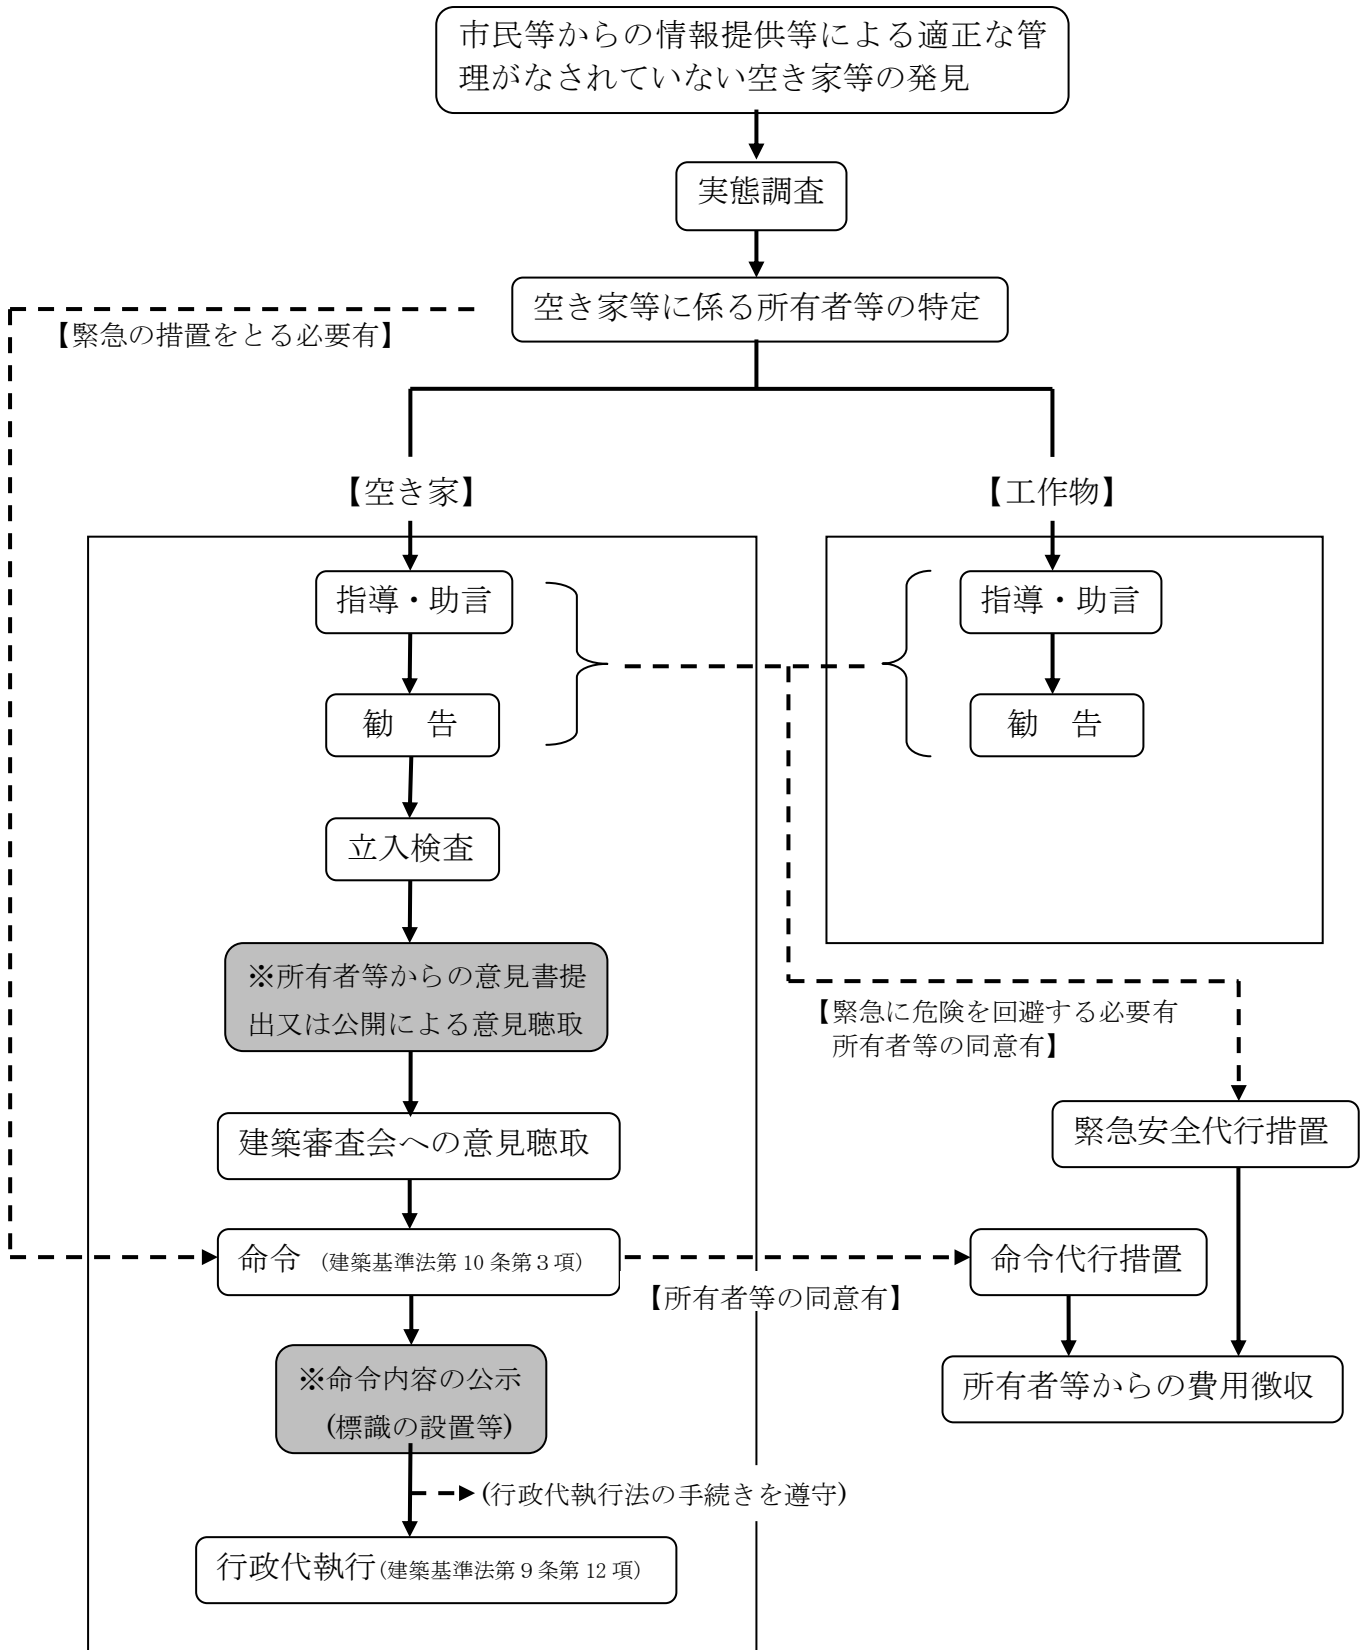 市民等からの情報提供等による適正な管
理がなされていない空き家等の発見
実態調査
空き家等に係る所有者等の特定
【緊急の措置をとる必要有】
【空き家】
【工作物】
指導・助言
指導・助言
勧　告
勧　告
立入検査
※所有者等からの意見書提
出又は公開による意見聴取
【緊急に危険を回避する必要有
所有者等の同意有】
緊急安全代行措置
建築審査会への意見聴取
命令 (建築基準法第 10 条第３項)
命令代行措置
【所有者等の同意有】
※命令内容の公示
(標識の設置等)
所有者等からの費用徴収
(行政代執行法の手続きを遵守)
行政代執行(建築基準法第９条第 12 項)